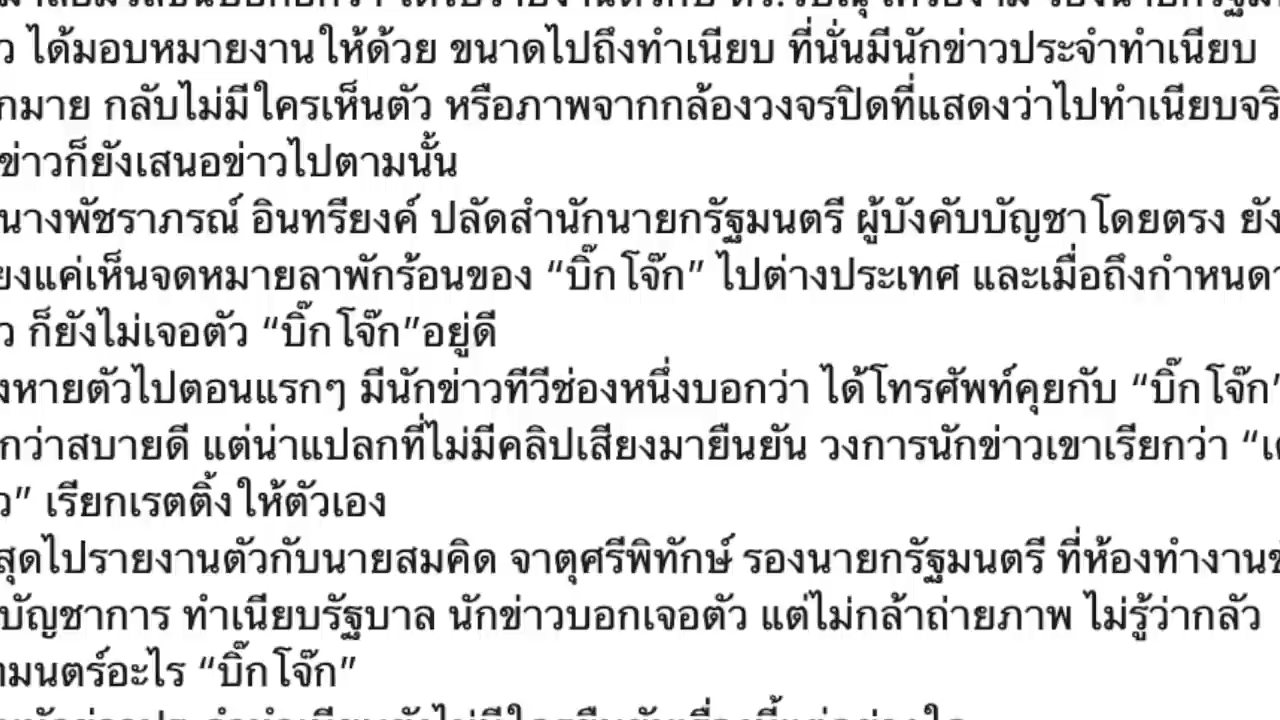 ว ได้มอบหมายงานให้ด้วย ขนาดไปถึงทำเนียบ ที่นั่นมีนักข่าวประจำทำเนียบ
กมาย กลับไม่มีใครเห็นตัว หรือภาพจากกล้องวงจรปิดที่แสดงว่าไปทำเนียบจริ
ข่าวก็ยังเสนอข่าวไปตามนั้น
นางพัชราภรณ์ อินทรียงค์ ปลัดสำนักนายกรัฐมนตรี ผู้บังคับบัญชาโดยตรง ยัง
ยงแค่เห็นจดหมายลาพักร้อนของ “บิ๊กโจ๊ก” ไปต่างประเทศ และเมื่อถึงกำหนด
ว ก็ยังไม่เจอตัว “บิ๊กโจ๊ก”อยู่ดี
งหายตัวไปตอนแรกๆ มีนักข่าวทีวีช่องหนึ่งบอกว่า ได้โทรศัพท์คุยกับ “บิ๊กโจ๊ก”
กว่าสบายดี แต่น่าแปลกที่ไม่มีคลิปเสียงมายืนยัน วงการนักข่าวเขาเรียกว่า
ว” เรียกเรตติ้งให้ตัวเอง
สุดไปรายงานตัวกับนายสมคิด จาตุศรีพิทักษ์ รองนายกรัฐมนตรี ที่ห้องทำงาน
บัญชาการ ทำเนียบรัฐบาล นักข่าวบอกเจอตัว แต่ไม่กล้าถ่ายภาพ ไม่รู้ว่ากลัว
ามนตร์อะไร “บิ๊กโจ๊ก”